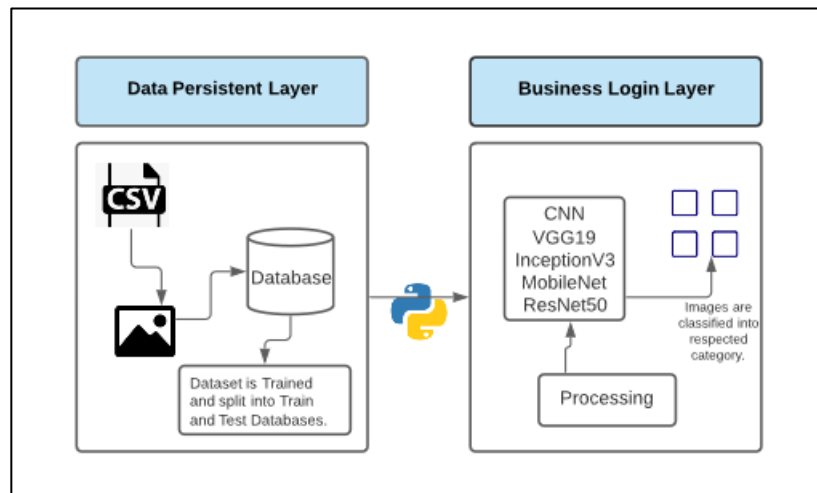 Data Persistent Layer
Business Login Layer
CSV
Database
Dataset is Trained
and split into Train
and Test Databases.
CNN
VGG19
InceptionV3
MobileNet
ResNet50
Processing
Images are
classified into
respected
category.